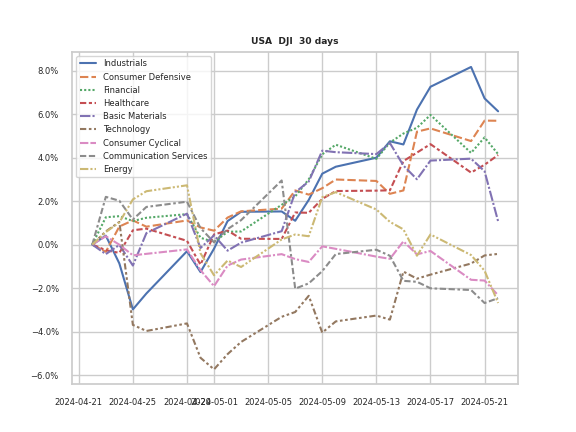 USA DJI 30 days
Industrials
Consumer Defensive
Financial
Healthcare
Basic Materials
Technology
Consumer Cyclical
Communication Services
Energy
8.0%
6.0%
4.0%
2.0%
0.0%
−2.0%
−4.0%
−6.0%
2024-04-21 2024-04-25 2024-04-29 2024-05-01 2024-05-05 2024-05-09 2024-05-13 2024-05-17 2024-05-21